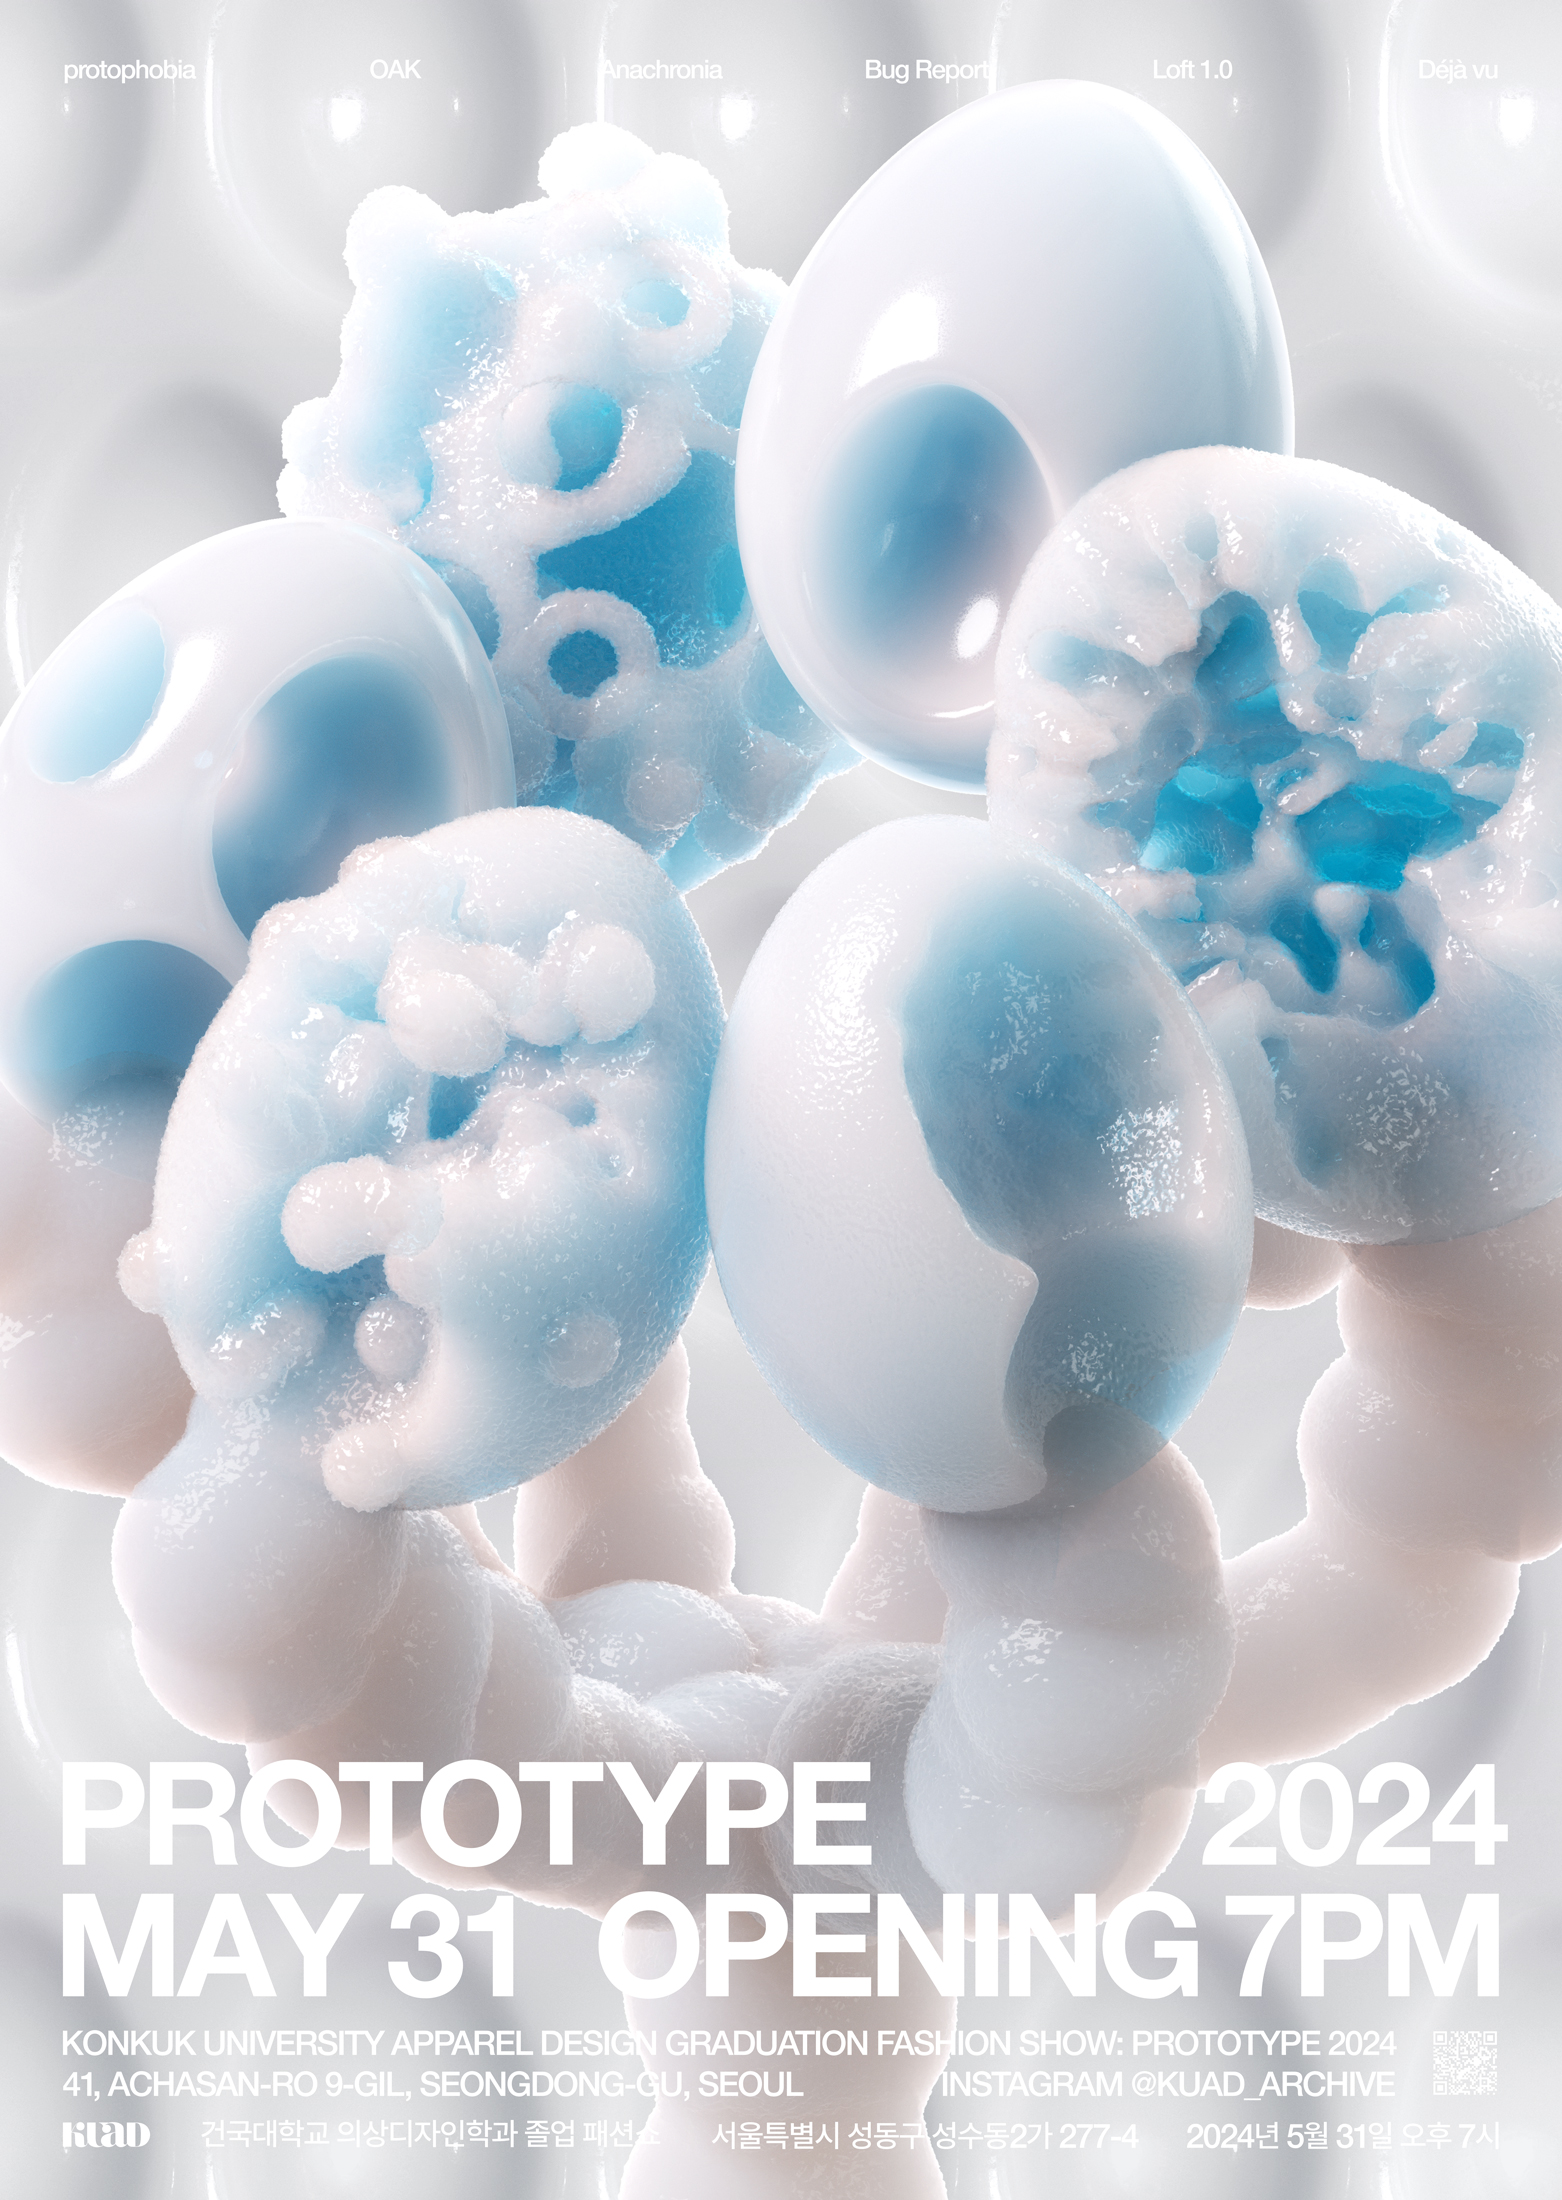 protophobia OAK Anachronia Bug Report Loft 1.0 Déjà vu
PROTOTYPE 2024
MAY 31 OPENING 7PM
KONKUK UNIVERSITY APPAREL DESIGN GRADUATION FASHION SHOW: PROTOTYPE 2024
41, ACHASAN-RO 9-GIL, SEONGDONG-GU, SEOUL INSTAGRAM @KUAD_ARCHIVE
KUAD 건국대학교 의상디자인학과 졸업 패션쇼 서울특별시 성동구 성수동2가 277-4 2024년 5월 31일 오후 7시